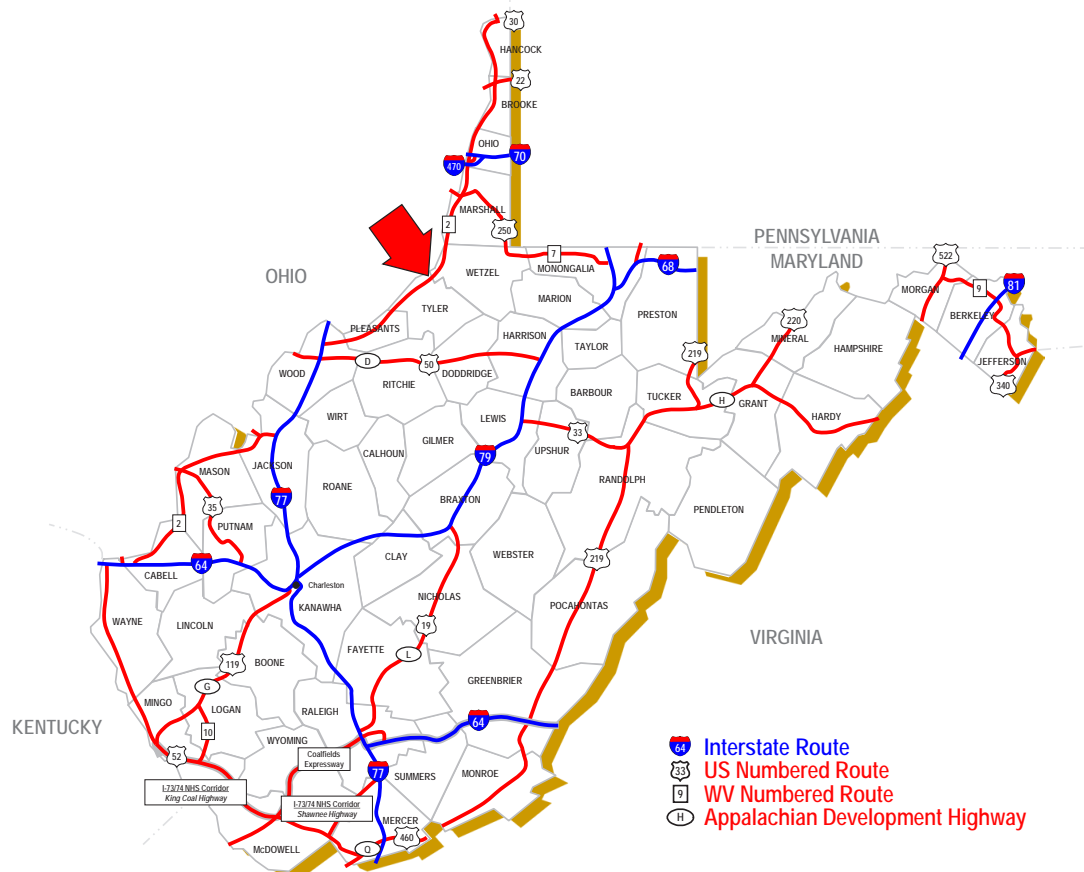 30
HANCOCK
22
BROOKE
OHIO
470
70
MARSHALL
2
250
PENNSYLVANIA
MARYLAND
OHIO
WETZEL
7
MONONGALIA
68
522
MORGAN
9
81
BERKELEY
MARION
TYLER
PRESTON
220
MINERAL
HAMPSHIRE
JEFFERSON
340
PLEASANTS
HARRISON
TAYLOR
219
WOOD
D
50
DODDRIDGE
RITCHIE
BARBOUR
TUCKER
H
GRANT
HARDY
WIRT
LEWIS
GILMER
33
UPSHUR
CALHOUN
79
MASON
JACKSON
ROANE
RANDOLPH
77
BRAXTON
35
PENDLETON
2
PUTNAM
CLAY
WEBSTER
219
64
CABELL
Charleston
KANAWHA
NICHOLAS
POCAHONTAS
WAYNE
LINCOLN
19
VIRGINIA
FAYETTE
L
119
BOONE
GREENBRIER
G
RALEIGH
MINGO
LOGAN
KENTUCKY
10
WYOMING
64
52
Coalfields
Expressway
77
SUMMERS
MONROE
I-73/74 NHS Corridor
King Coal Highway
I-73/74 NHS Corridor
Shawnee Highway
MERCER
460
Q
McDOWELL
64 Interstate Route
33 US Numbered Route
9 WV Numbered Route
H Appalachian Development Highway